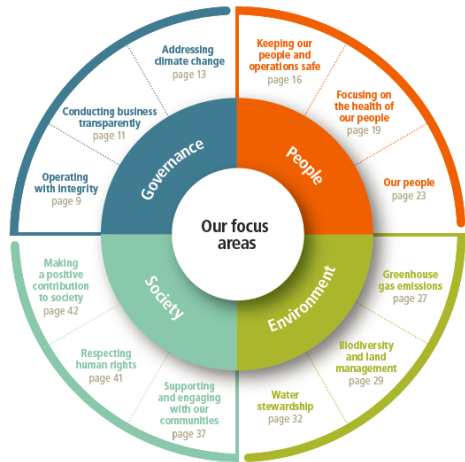 Addressing
climate change
page 13
Conducting business
transparently
page 11
Operating
with integrity
page 9
Governance
Keeping our
people and
operations safe
page 16
Focusing on
the health of
our people
page 19
Our people
page 23
People
Our focus
areas
Making
a positive
contribution
to society
page 42
Respecting
human rights
page 41
Supporting
and engaging
with our
communities
page 37
Society
Greenhouse
gas emissions
page 27
Biodiversity
and land
management
page 29
Water
stewardship
page 32
Environment